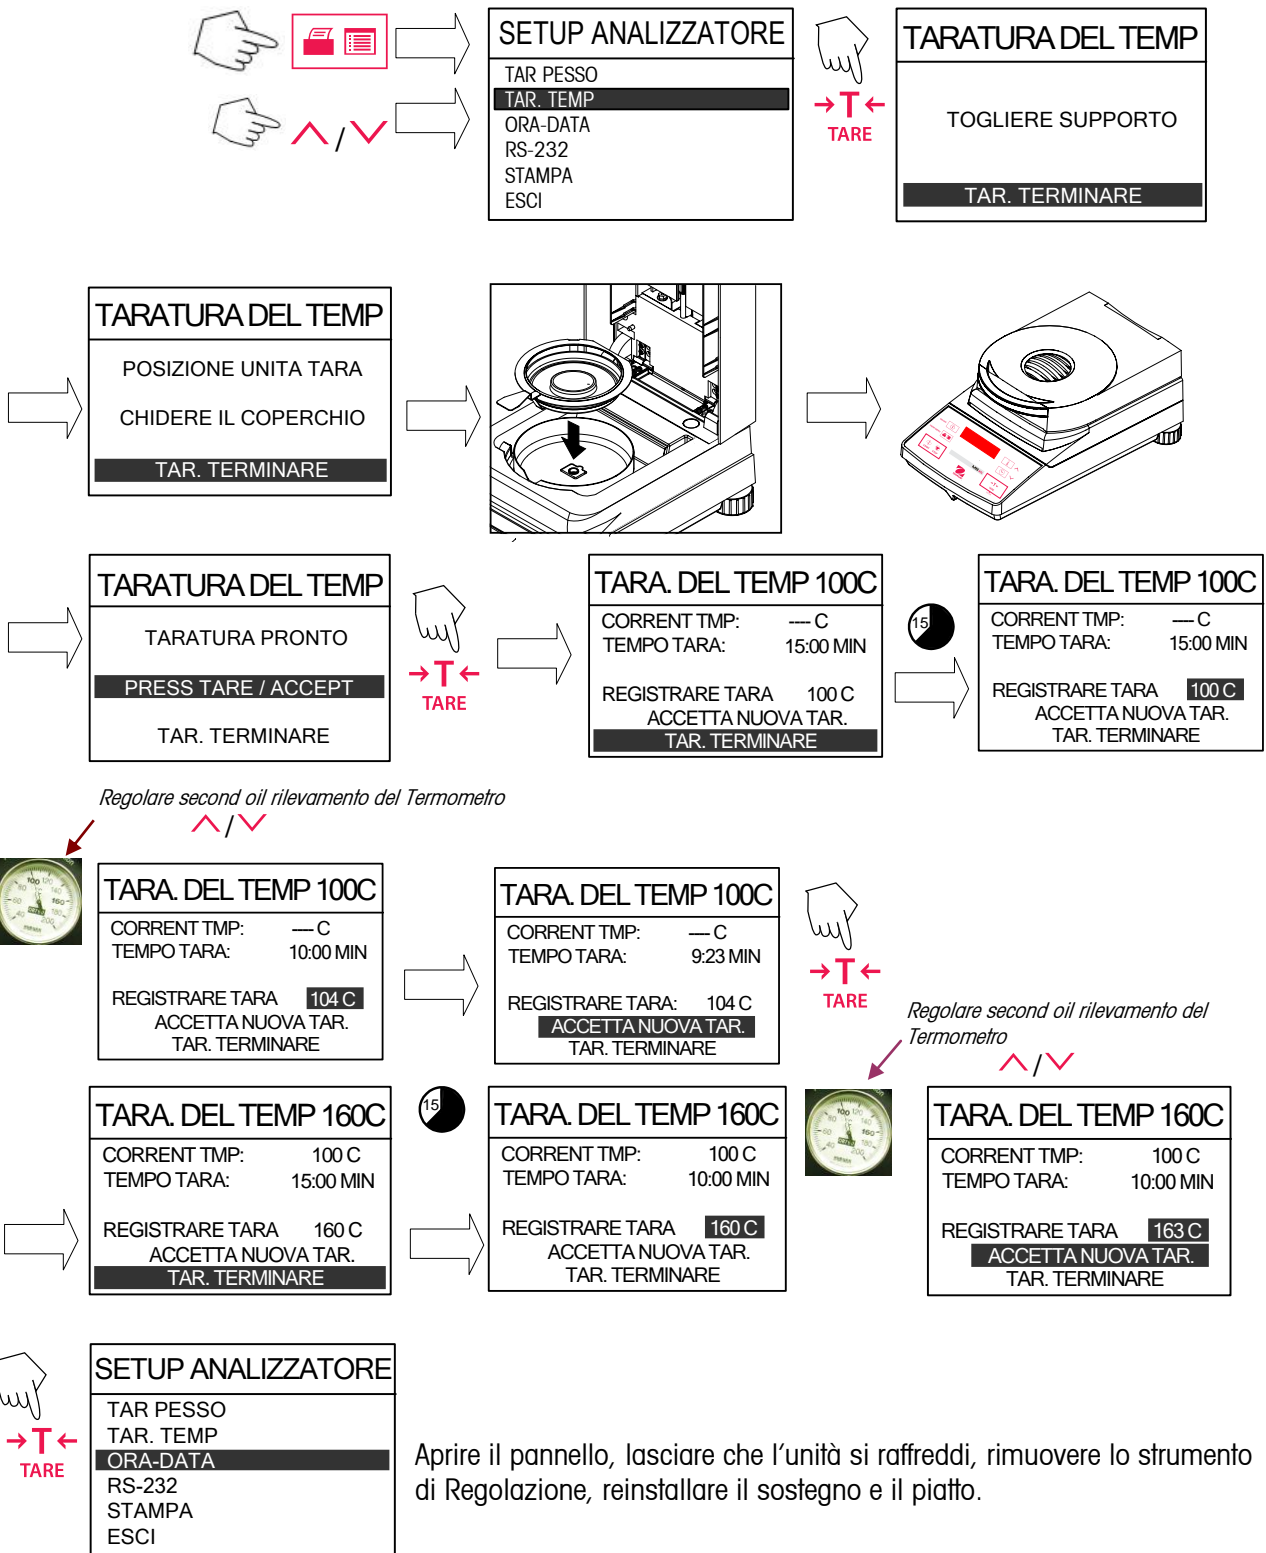 SETUP ANALIZZATORE
TAR PESSO
TAR. TEMP
ORA-DATA
RS-232
STAMPA
ESCI
→T←
TARE
TARATURA DEL TEMP
TOGLIERE SUPPORTO
TAR. TERMINARE
TARATURA DEL TEMP
POSIZIONE UNITA TARA
CHIDERE IL COPERCHIO
TAR. TERMINARE
TARATURA DEL TEMP
TARATURA PRONTO
PRESS TARE / ACCEPT
TAR. TERMINARE
→T←
TARE
TARA. DEL TEMP 100C
CORRENT TMP: ---- C
TEMPO TARA: 15:00 MIN
REGISTRARE TARA 100 C
ACCETTA NUOVA TAR.
TAR. TERMINARE
15
TARA. DEL TEMP 100C
CORRENT TMP: ---- C
TEMPO TARA: 15:00 MIN
REGISTRARE TARA 100 C
ACCETTA NUOVA TAR.
TAR. TERMINARE
Regolare second oil rilevamento del Termometro
/
TARA. DEL TEMP 100C
CORRENT TMP: ---- C
TEMPO TARA: 10:00 MIN
REGISTRARE TARA 104 C
ACCETTA NUOVA TAR.
TAR. TERMINARE
TARA. DEL TEMP 100C
CORRENT TMP: ---- C
TEMPO TARA: 9:23 MIN
REGISTRARE TARA: 104 C
ACCETTA NUOVA TAR.
TAR. TERMINARE
→T←
TARE
Regolare second oil rilevamento del
Termometro
/
TARA. DEL TEMP 160C
CORRENT TMP: 100 C
TEMPO TARA: 15:00 MIN
REGISTRARE TARA 160 C
ACCETTA NUOVA TAR.
TAR. TERMINARE
15
TARA. DEL TEMP 160C
CORRENT TMP: 100 C
TEMPO TARA: 10:00 MIN
REGISTRARE TARA 160 C
ACCETTA NUOVA TAR.
TAR. TERMINARE
TARA. DEL TEMP 160C
CORRENT TMP: 100 C
TEMPO TARA: 10:00 MIN
REGISTRARE TARA 163 C
ACCETTA NUOVA TAR.
TAR. TERMINARE
→T←
TARE
SETUP ANALIZZATORE
TAR PESSO
TAR. TEMP
ORA-DATA
RS-232
STAMPA
ESCI
Aprire il pannello, lasciare che l'unità si raffreddi, rimuovere lo strumento
di Regolazione, reinstallare il sostegno e il piatto.